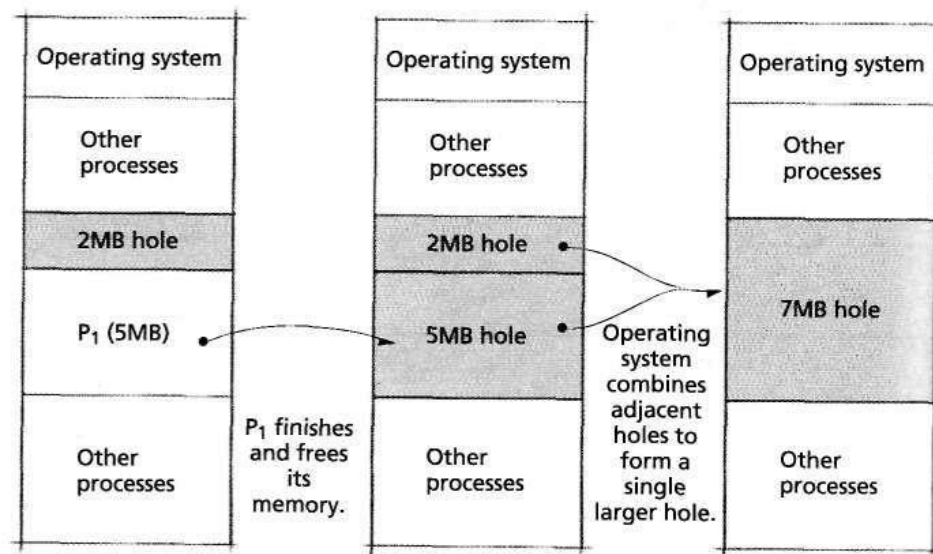 Operating system
Other
processes
2MB hole
P₁ (5MB)
Other
processes
P₁ finishes
and frees
its
memory.
Operating system
Other
processes
2MB hole
5MB hole
Other
processes
Operating
system
combines
adjacent
holes to
form a
single
larger hole.
Operating system
Other
processes
7MB hole
Other
processes